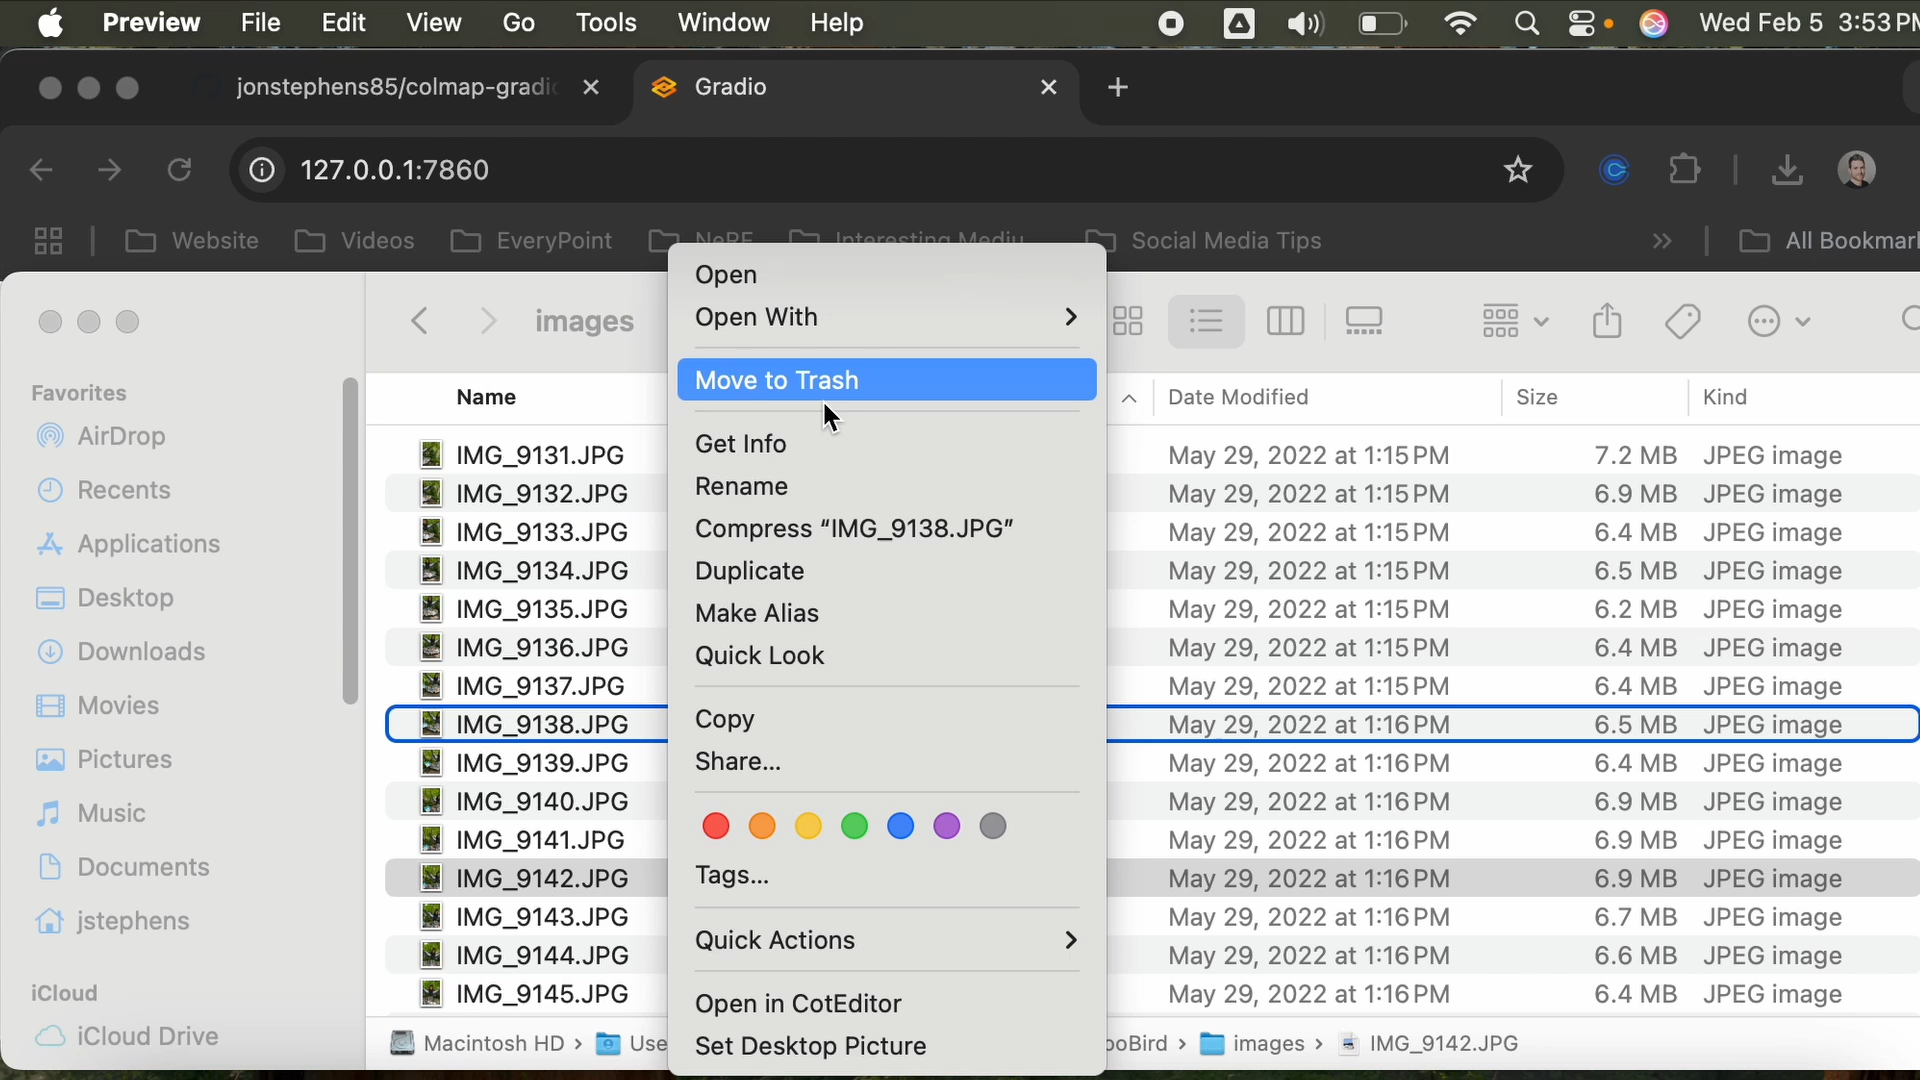 Preview File Edit View Go Tools Window Help Wed Feb 5 3:53PM
jonstephens85/colmap-gradio Gradio
127.0.0.1:7860
Website Videos EveryPoint NeRF Interesting Mediu Social Media Tips All Bookmark
images
Favorites
AirDrop
Recents
Applications
Desktop
Downloads
Movies
Pictures
Music
Documents
jstephens
iCloud
iCloud Drive
Name Date Modified Size Kind
IMG_9131.JPG May 29, 2022 at 1:15 PM 7.2 MB JPEG image
IMG_9132.JPG May 29, 2022 at 1:15 PM 6.9 MB JPEG image
IMG_9133.JPG May 29, 2022 at 1:15 PM 6.4 MB JPEG image
IMG_9134.JPG May 29, 2022 at 1:15 PM 6.5 MB JPEG image
IMG_9135.JPG May 29, 2022 at 1:15 PM 6.2 MB JPEG image
IMG_9136.JPG May 29, 2022 at 1:15 PM 6.4 MB JPEG image
IMG_9137.JPG May 29, 2022 at 1:15 PM 6.4 MB JPEG image
IMG_9138.JPG May 29, 2022 at 1:16 PM 6.5 MB JPEG image
IMG_9139.JPG May 29, 2022 at 1:16 PM 6.4 MB JPEG image
IMG_9140.JPG May 29, 2022 at 1:16 PM 6.9 MB JPEG image
IMG_9141.JPG May 29, 2022 at 1:16 PM 6.9 MB JPEG image
IMG_9142.JPG May 29, 2022 at 1:16 PM 6.9 MB JPEG image
IMG_9143.JPG May 29, 2022 at 1:16 PM 6.7 MB JPEG image
IMG_9144.JPG May 29, 2022 at 1:16 PM 6.6 MB JPEG image
IMG_9145.JPG May 29, 2022 at 1:16 PM 6.4 MB JPEG image
Macintosh HD › Use ooBird › images › IMG_9142.JPG
Open
Open With
Move to Trash
Get Info
Rename
Compress “IMG_9138.JPG”
Duplicate
Make Alias
Quick Look
Copy
Share...
Tags...
Quick Actions
Open in CotEditor
Set Desktop Picture